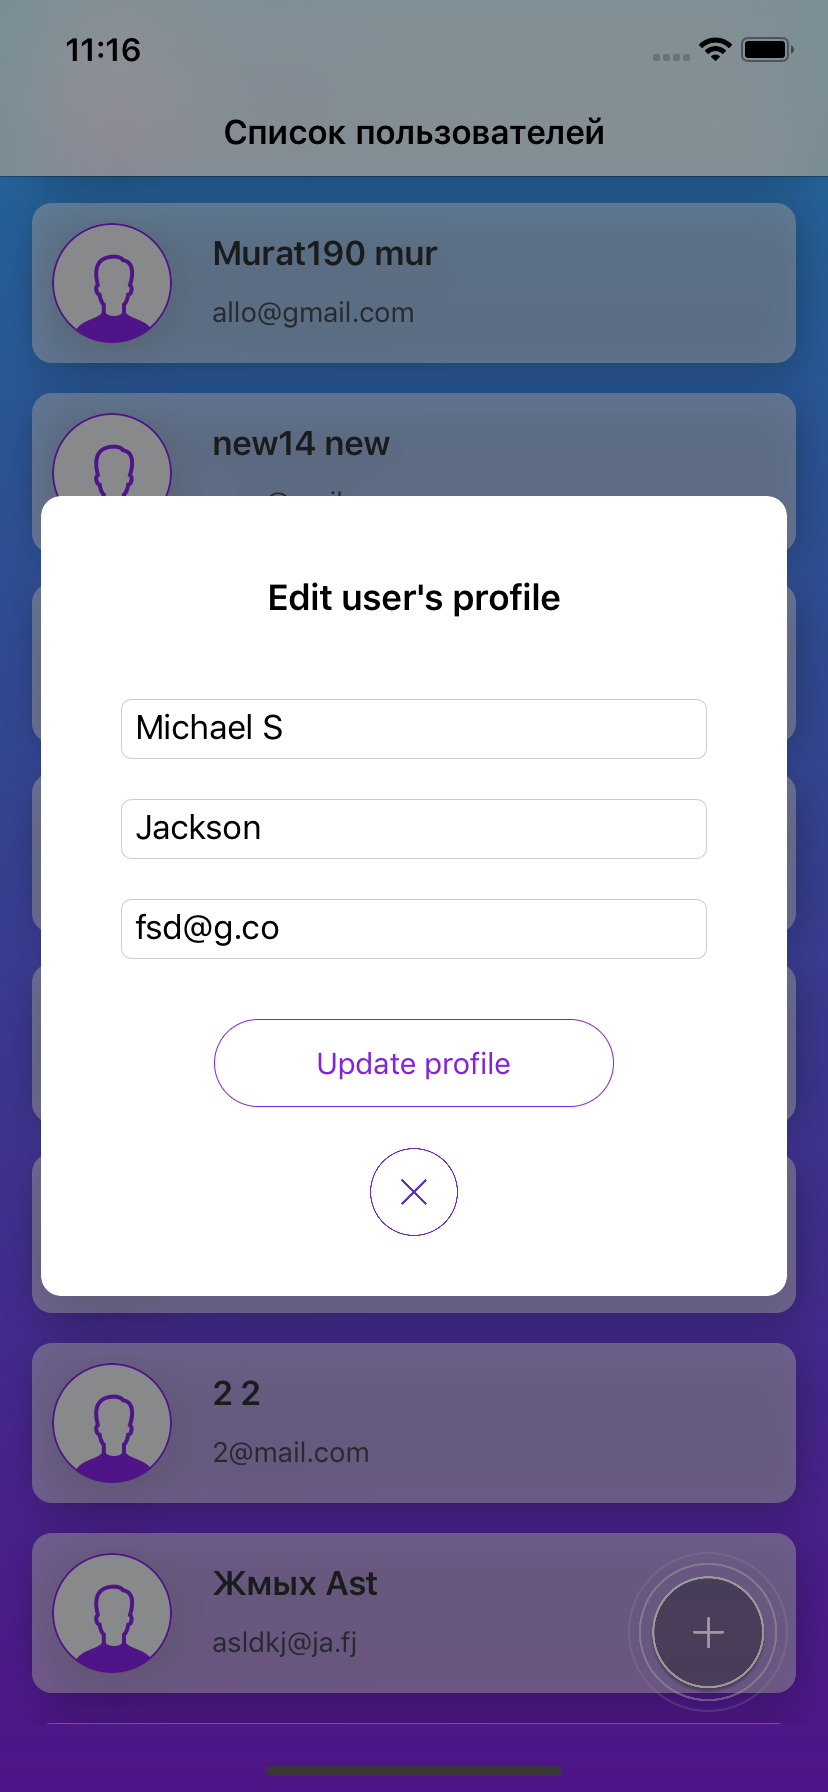 11:16
Список пользователей
Murat190 mur
allo@gmail.com
new14 new
Edit user's profile
Michael S
Jackson
fsd@g.co
Update profile
2 2
2@mail.com
Жмых Ast
asldkj@ja.fj